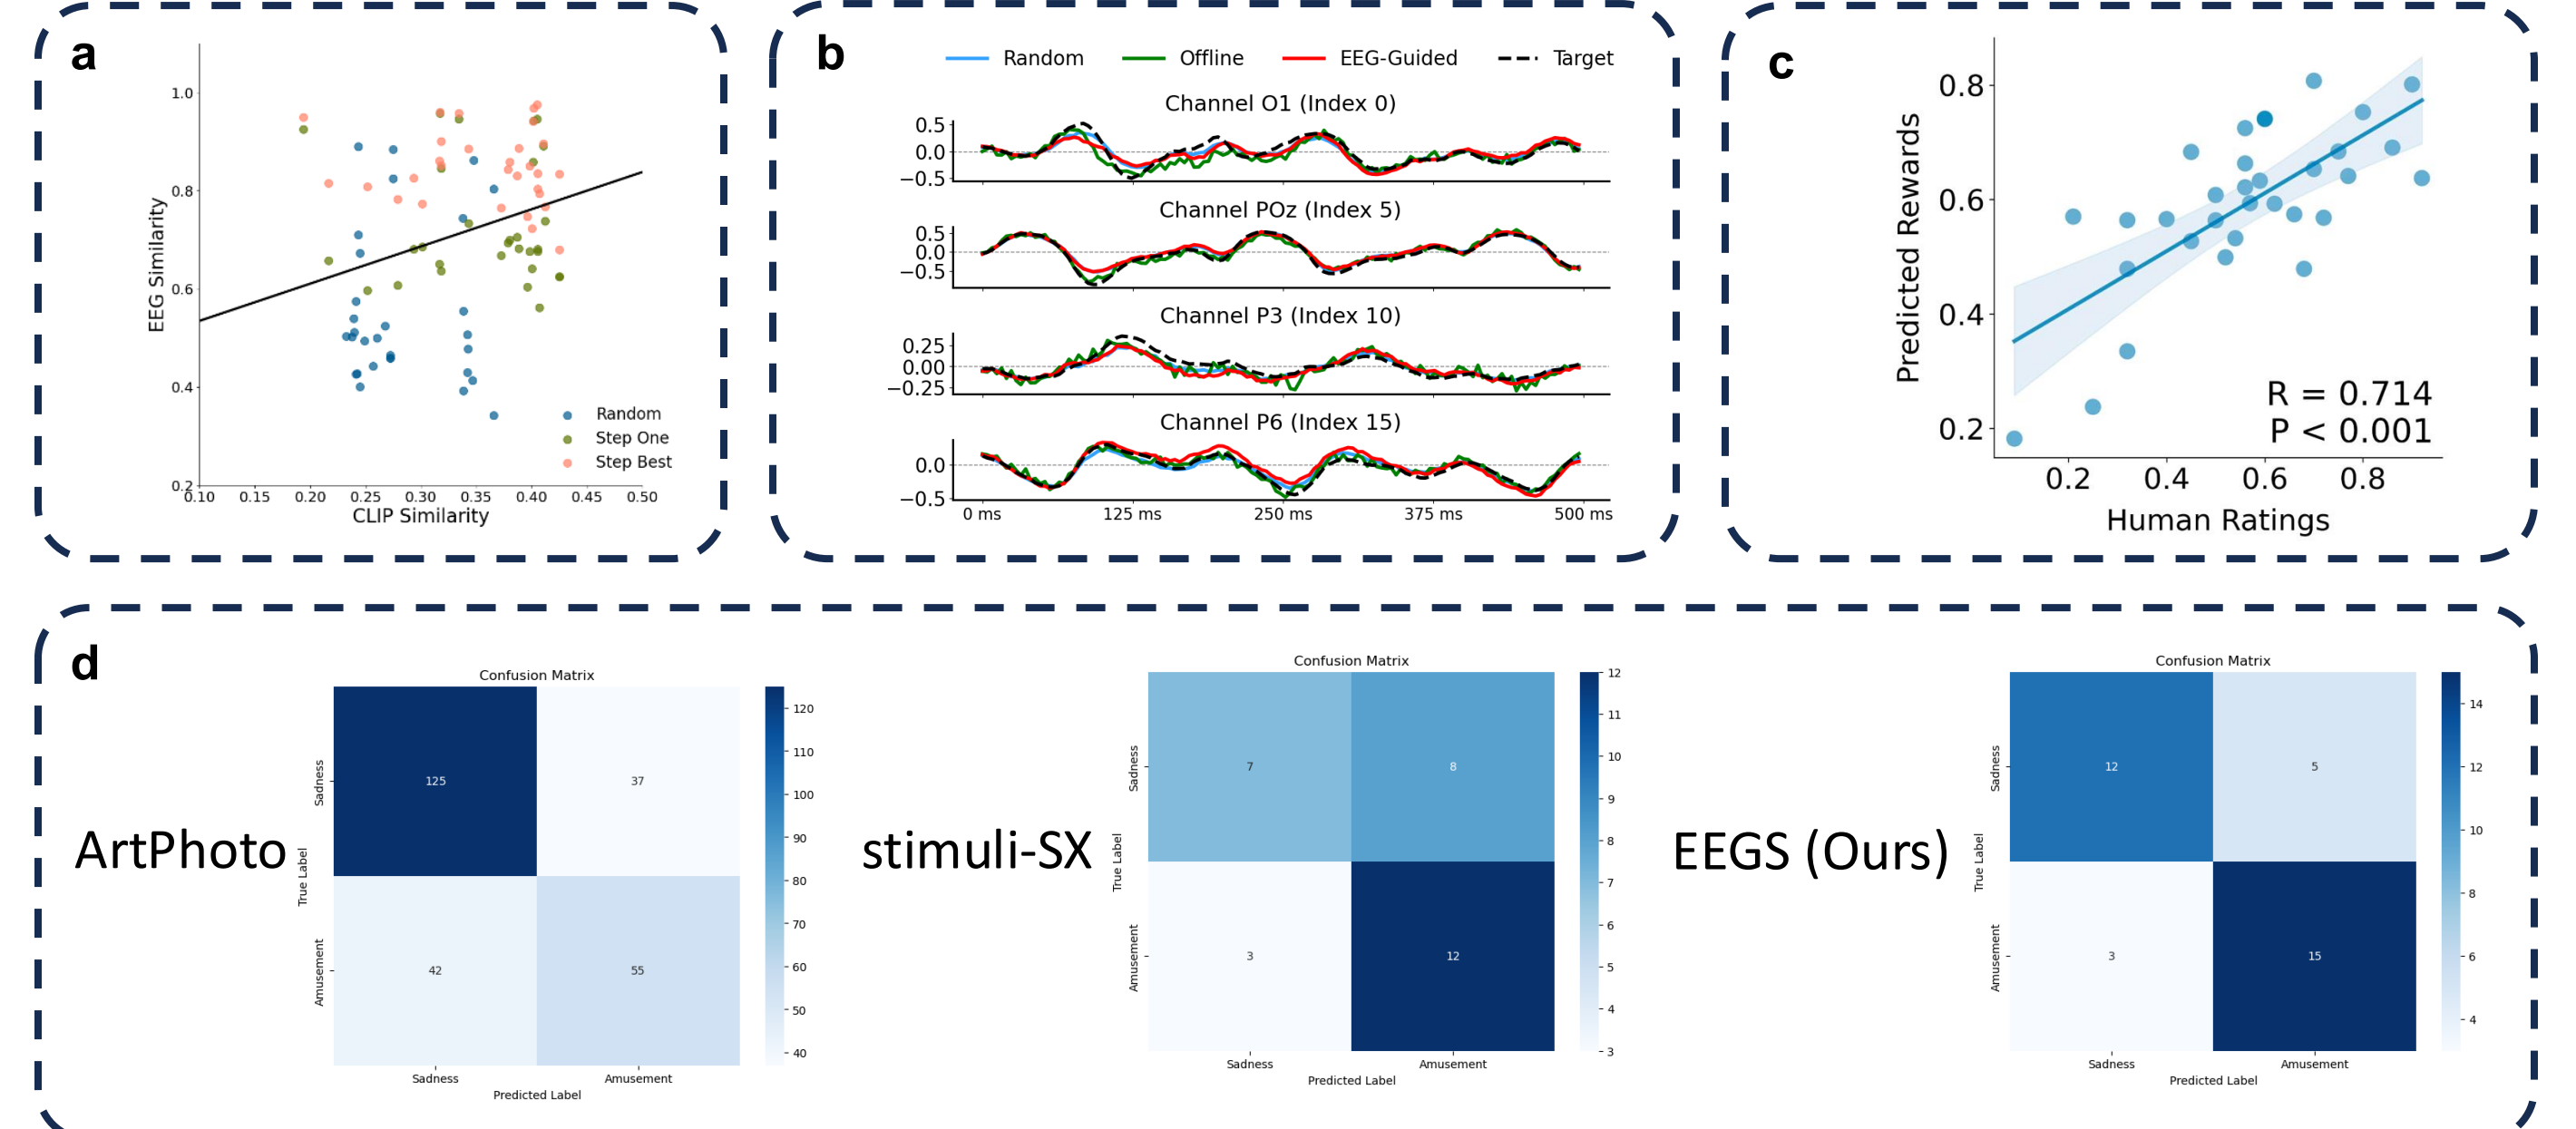 a
1.0
0.8
0.6
0.4
0.2
EEG Similarity
Random
Step One
Step Best
0.10 0.15 0.20 0.25 0.30 0.35 0.40 0.45 0.50
CLIP Similarity
b
Random Offline EEG-Guided Target
Channel O1 (Index 0)
0.5
0.0
−0.5
Channel POz (Index 5)
0.5
0.0
−0.5
Channel P3 (Index 10)
0.25
0.00
−0.25
Channel P6 (Index 15)
0.0
−0.5
0 ms 125 ms 250 ms 375 ms 500 ms
c
0.8
0.6
0.4
0.2
Predicted Rewards
R = 0.714
P < 0.001
0.2 0.4 0.6 0.8
Human Ratings
d
ArtPhoto
Confusion Matrix
True Label
Sadness
Amusement
125 37
42 55
Sadness Amusement
Predicted Label
120
110
100
90
80
70
60
50
40
stimuli-SX
Confusion Matrix
True Label
Sadness
Amusement
7 8
3 12
Sadness Amusement
Predicted Label
12
11
10
9
8
7
6
5
4
3
EEGS (Ours)
Confusion Matrix
True Label
Sadness
Amusement
12 5
3 15
Sadness Amusement
Predicted Label
14
12
10
8
6
4